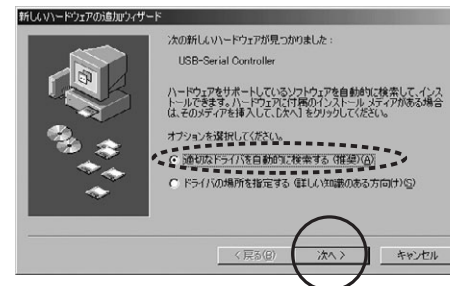 新しいハードウェアの追加ウィザード
次の新しいハードウェアが見つかりました :
USB-Serial Controller
ハードウェアをサポートしているソフトウェアを自動的に検索して、インス
トールできます。ハードウェアに付属のインストール メディアがある場合
は、そのメディアを挿入して、[次へ] をクリックしてください。
オプションを選択してください。
適切なドライバを自動的に検索する (推奨)(A)
ドライバの場所を指定する (詳しい知識のある方向け)(S)
< 戻る(B)
次へ >
キャンセル